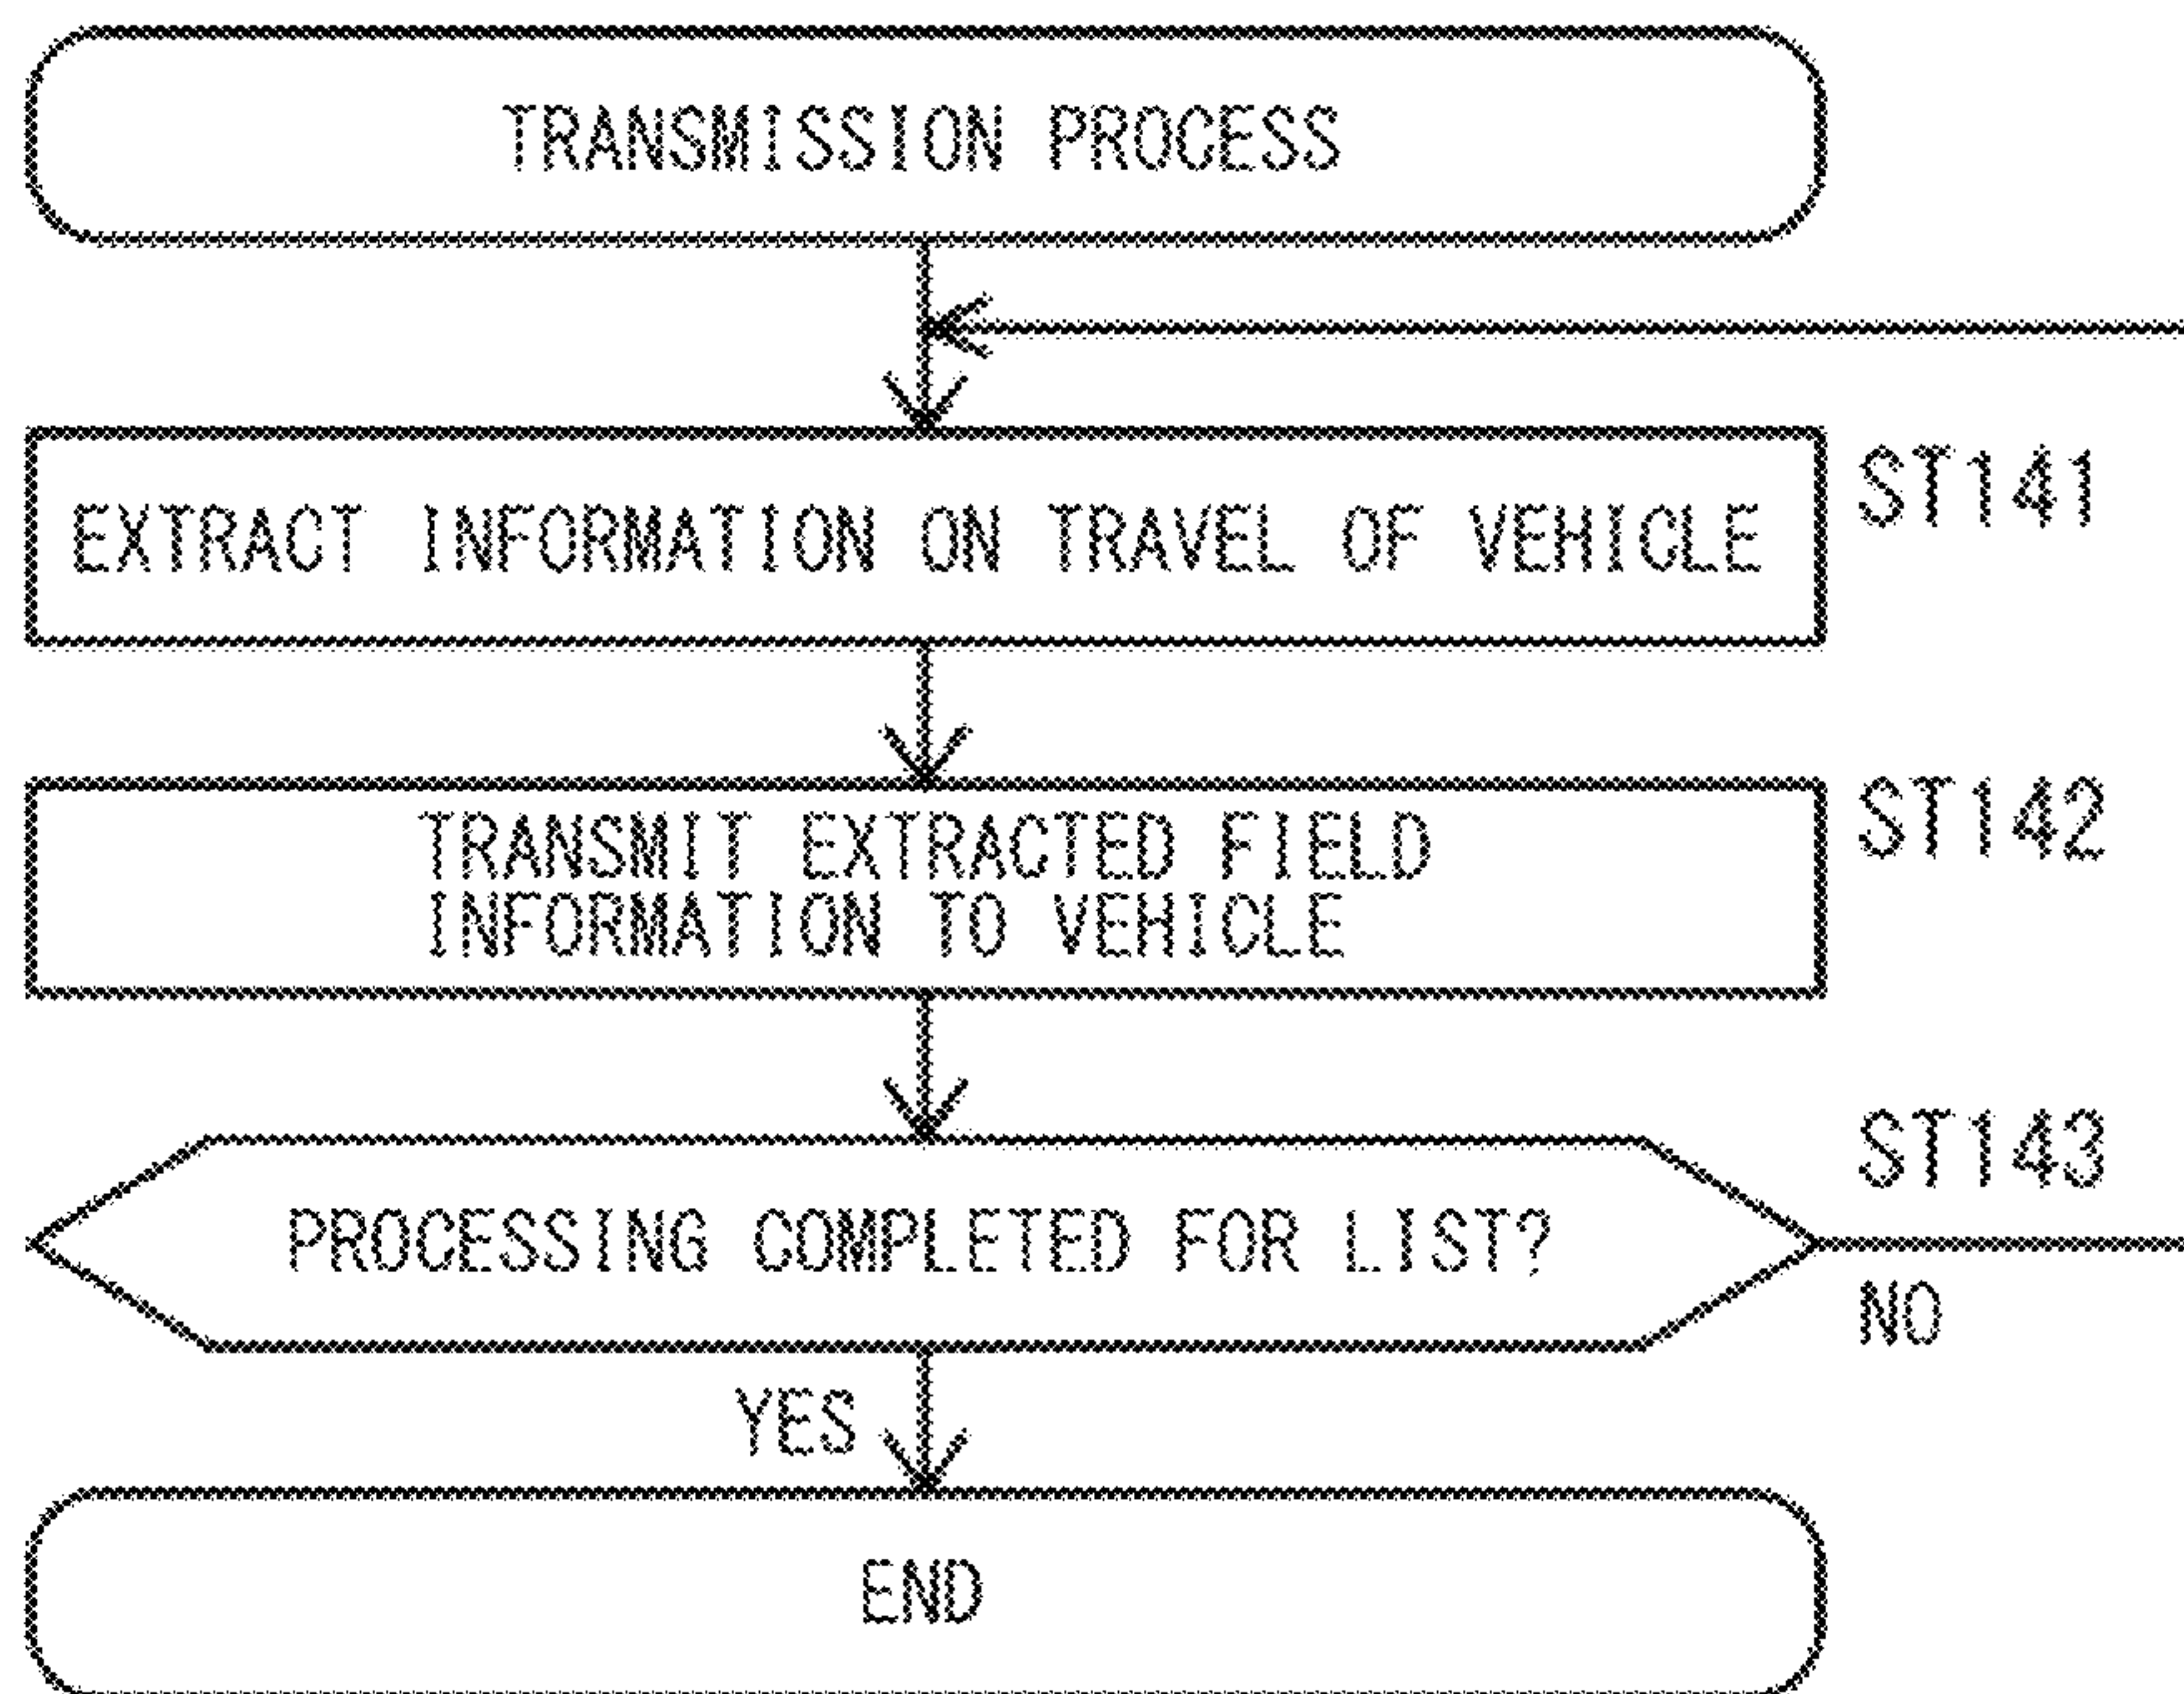 TRANSMISSION PROCESS
EXTRACT INFORMATION ON TRAVEL OF VEHICLE
ST141
TRANSMIT EXTRACTED FIELD
INFORMATION TO VEHICLE
ST142
PROCESSING COMPLETED FOR LIST?
ST143
NO
YES
END